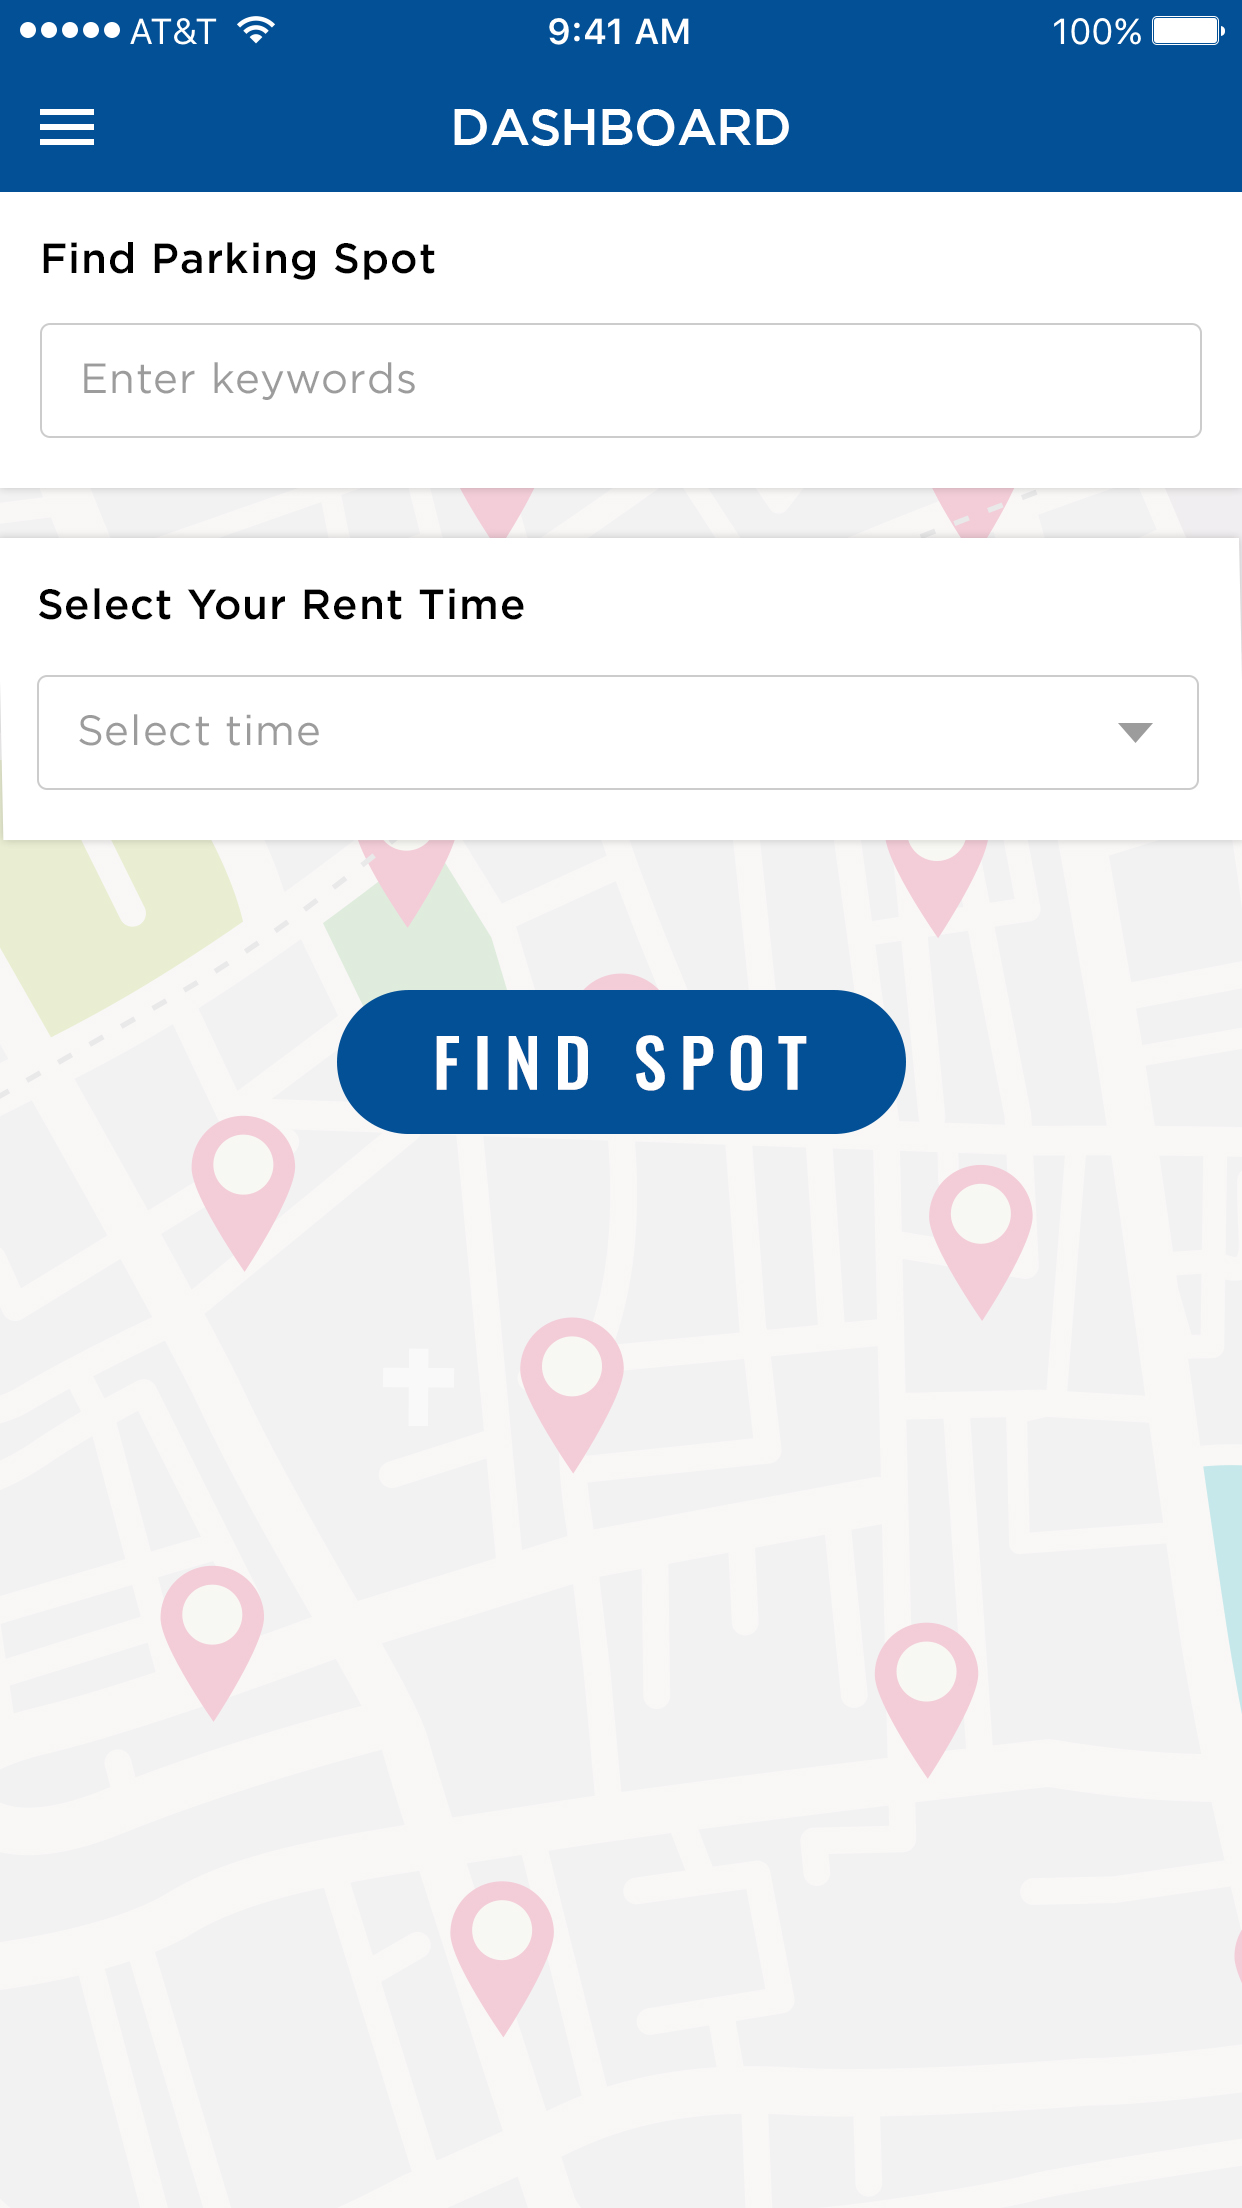 AT&T 9:41 AM 100%
DASHBOARD
Find Parking Spot
Enter keywords
Select Your Rent Time
Select time
FIND SPOT